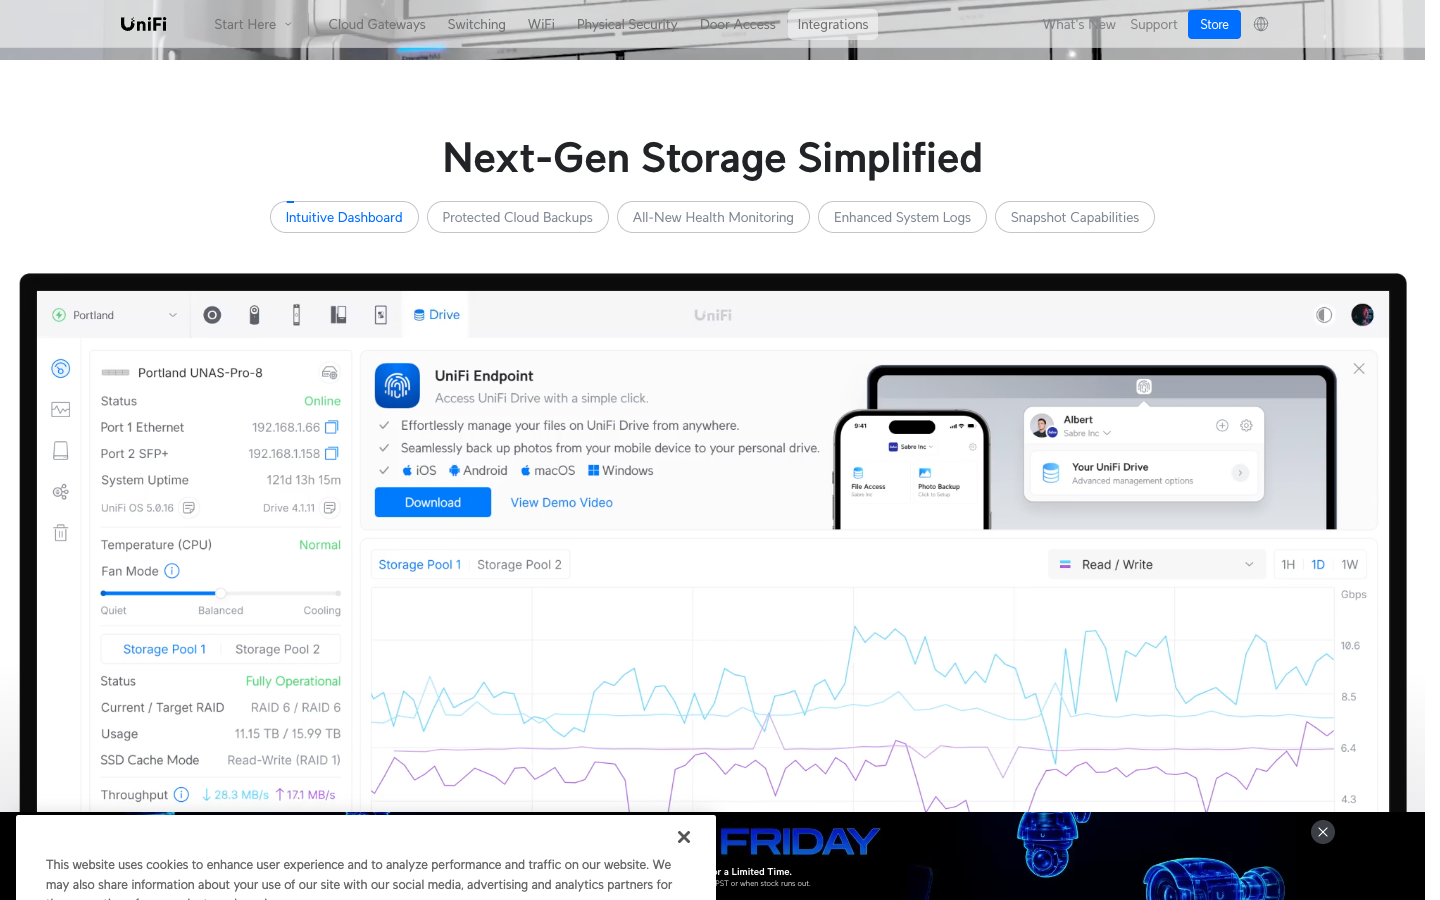 UniFi Start Here Cloud Gateways Switching WiFi Physical Security Door Access Integrations What's New Support Store
Next-Gen Storage Simplified
Intuitive Dashboard Protected Cloud Backups All-New Health Monitoring Enhanced System Logs Snapshot Capabilities
Portland Drive UniFi
Portland UNAS-Pro-8
Status Online
Port 1 Ethernet 192.168.1.66
Port 2 SFP+ 192.168.1.158
System Uptime 121d 13h 15m
UniFi OS 5.0.16 Drive 4.1.11
Temperature (CPU) Normal
Fan Mode
Quiet Balanced Cooling
Storage Pool 1 Storage Pool 2
Status Fully Operational
Current / Target RAID RAID 6 / RAID 6
Usage 11.15 TB / 15.99 TB
SSD Cache Mode Read-Write (RAID 1)
Throughput 28.3 MB/s 17.1 MB/s
UniFi Endpoint
Access UniFi Drive with a simple click.
Effortlessly manage your files on UniFi Drive from anywhere.
Seamlessly back up photos from your mobile device to your personal drive.
iOS Android macOS Windows
Download View Demo Video
9:41
Sabre Inc
File Access Photo Backup
Sabre Inc Click to Setup
Albert
Sabre Inc
Your UniFi Drive
Advanced management options
Storage Pool 1 Storage Pool 2 Read / Write 1H 1D 1W
Gbps
10.6
8.5
6.4
4.3
FRIDAY
or a Limited Time.
PST or when stock runs out.
This website uses cookies to enhance user experience and to analyze performance and traffic on our website. We
may also share information about your use of our site with our social media, advertising and analytics partners for